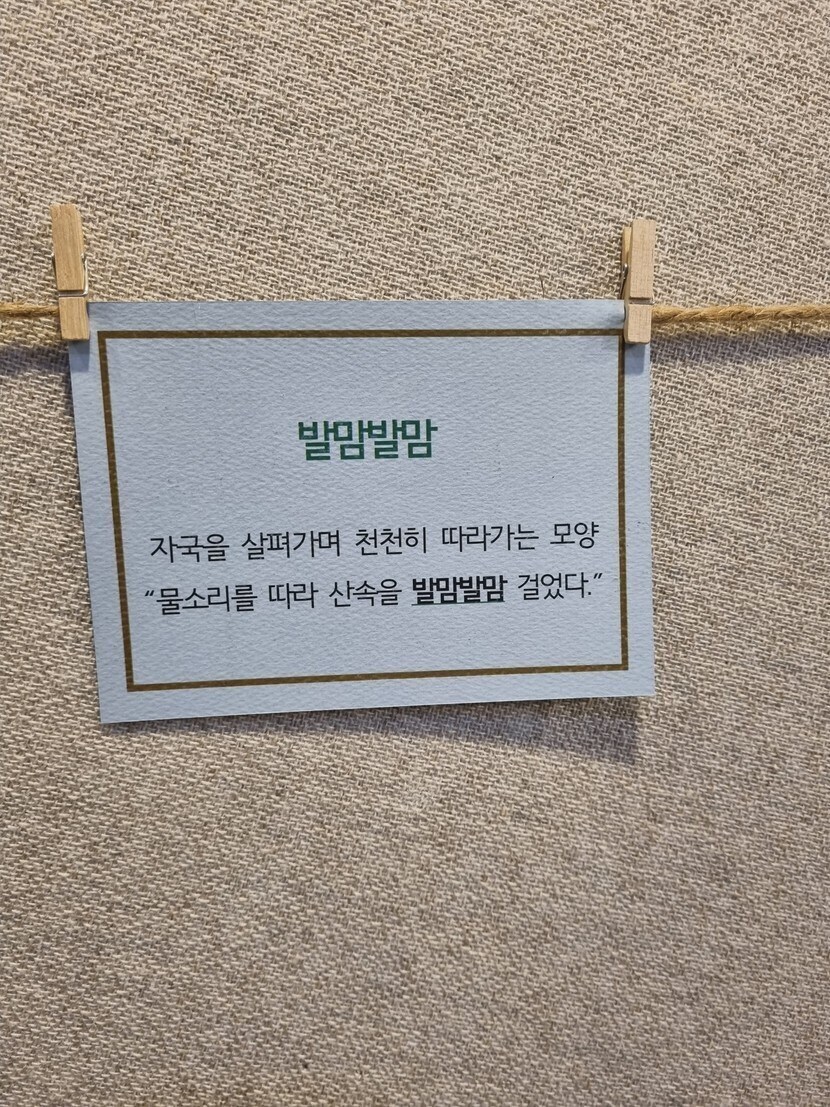 발맘발맘
자국을 살펴가며 천천히 따라가는 모양
“물소리를 따라 산속을 발맘발맘 걸었다.”